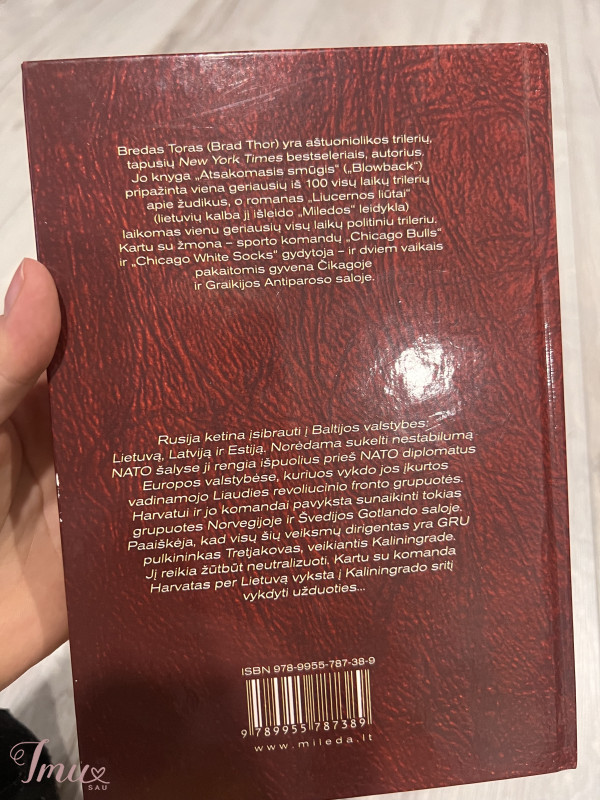 Bredas Toras (Brad Thor) yra aštuoniolikos trilerių,
tapusių New York Times bestseleriais, autorius.
Jo knyga „Atsakomasis smūgis“ („Blowback“)
pripažinta viena geriausių iš 100 visų laikų trilerių
apie žudikus, o romanas „Liucernos liūtai“
(lietuvių kalba jį išleido „Miledos“ leidykla)
laikomas vienu geriausių visų laikų politiniu trileriu.
Kartu su žmona – sporto komandų „Chicago Bulls“
ir „Chicago White Socks“ gydytoja – ir dviem vaikais
pakaitomis gyvena Čikagoje
ir Graikijos Antiparoso saloje.
Rusija ketina įsibrauti į Baltijos valstybes:
Lietuvą, Latviją ir Estiją. Norėdama sukelti nestabilumą
NATO šalyse ji rengia išpuolius prieš NATO diplomatus
Europos valstybėse, kuriuos vykdo jos įkurtos
vadinamojo Liaudies revoliucinio fronto grupuotės.
Harvatui ir jo komandai pavyksta sunaikinti tokias
grupuotes Norvegijoje ir Švedijos Gotlando saloje.
Paaiškėja, kad visų šių veiksmų dirigentas yra GRU
pulkininkas Tretjakovas, veikiantis Kaliningrade.
Jį reikia žūtbūt neutralizuoti. Kartu su komanda
Harvatas per Lietuvą vyksta į Kaliningrado sritį
vykdyti užduoties...
ISBN 978-9955-787-38-9
9 789955 787389
www.mileda.lt
Imu
SAU